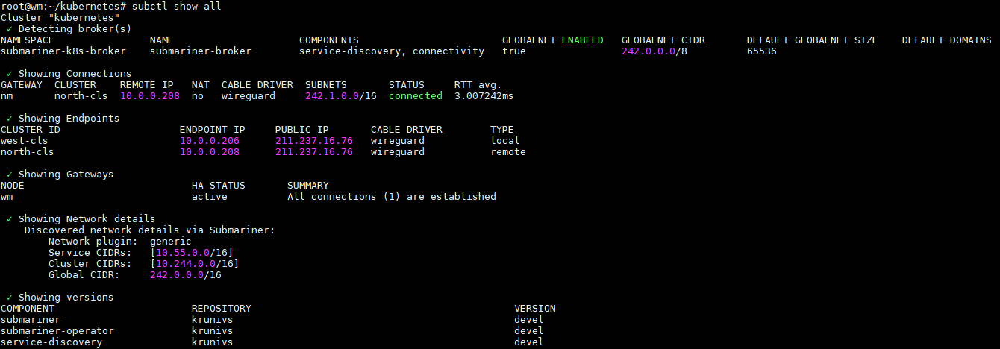 root@wm:~/kubernetes# subctl show all
Cluster "kubernetes"
✓ Detecting broker(s)
NAMESPACE NAME COMPONENTS GLOBALNET ENABLED GLOBALNET CIDR DEFAULT GLOBALNET SIZE DEFAULT DOMAINS
submariner-k8s-broker submariner-broker service-discovery, connectivity true 242.0.0.0/8 65536
✓ Showing Connections
GATEWAY CLUSTER REMOTE IP NAT CABLE DRIVER SUBNETS STATUS RTT avg.
nm north-cls 10.0.0.208 no wireguard 242.1.0.0/16 connected 3.007242ms
✓ Showing Endpoints
CLUSTER ID ENDPOINT IP PUBLIC IP CABLE DRIVER TYPE
west-cls 10.0.0.206 211.237.16.76 wireguard local
north-cls 10.0.0.208 211.237.16.76 wireguard remote
✓ Showing Gateways
NODE HA STATUS SUMMARY
wm active All connections (1) are established
✓ Showing Network details
Discovered network details via Submariner:
Network plugin: generic
Service CIDRs: [10.55.0.0/16]
Cluster CIDRs: [10.244.0.0/16]
Global CIDR: 242.0.0.0/16
✓ Showing versions
COMPONENT REPOSITORY VERSION
submariner krunivs devel
submariner-operator krunivs devel
service-discovery krunivs devel